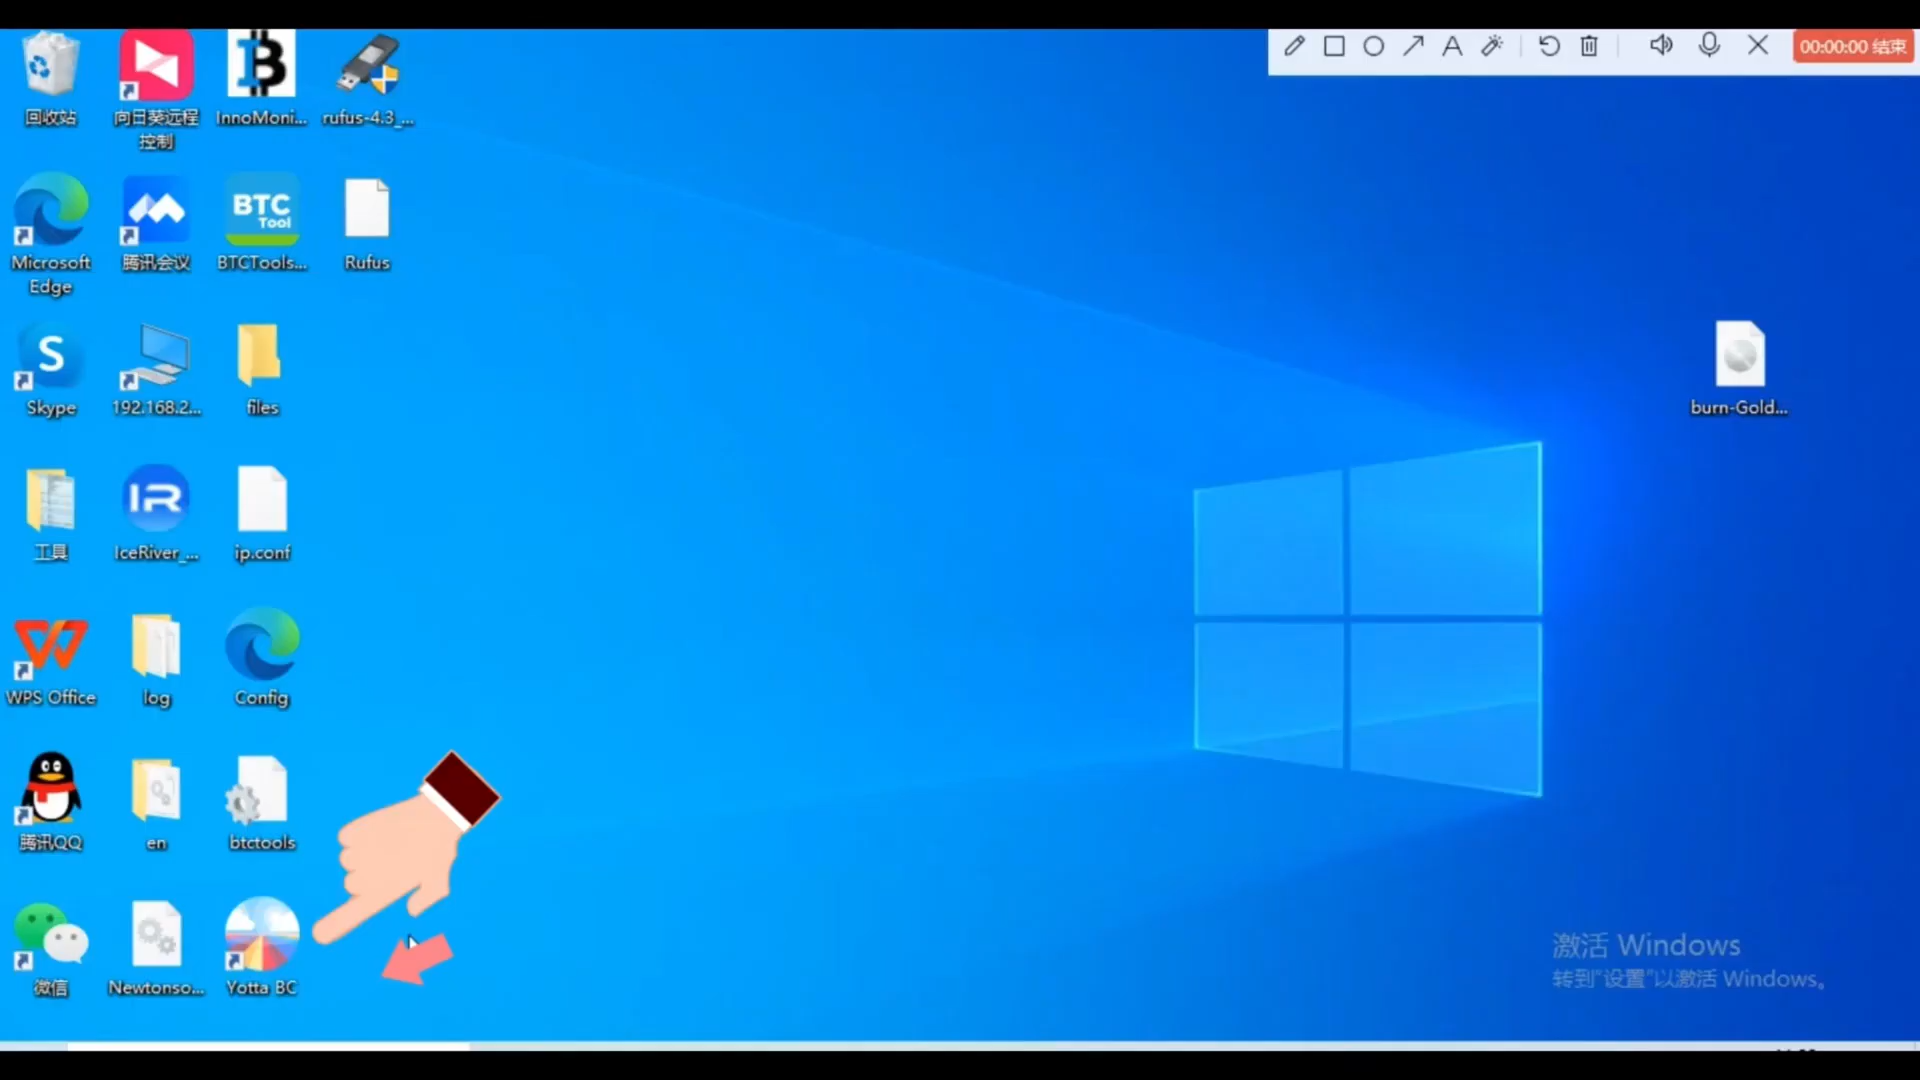 00:00:00 结束
回收站
向日葵远程
控制
InnoMoni...
rufus-4.3_...
Microsoft
Edge
腾讯会议
BTC
Tool
BTCTools...
Rufus
S
Skype
192.168.2...
files
burn-Gold...
工具
IR
IceRiver_...
ip.conf
WPS Office
log
Config
腾讯QQ
en
btctools
微信
Newtonso...
Yotta BC
激活 Windows
转到"设置"以激活 Windows。